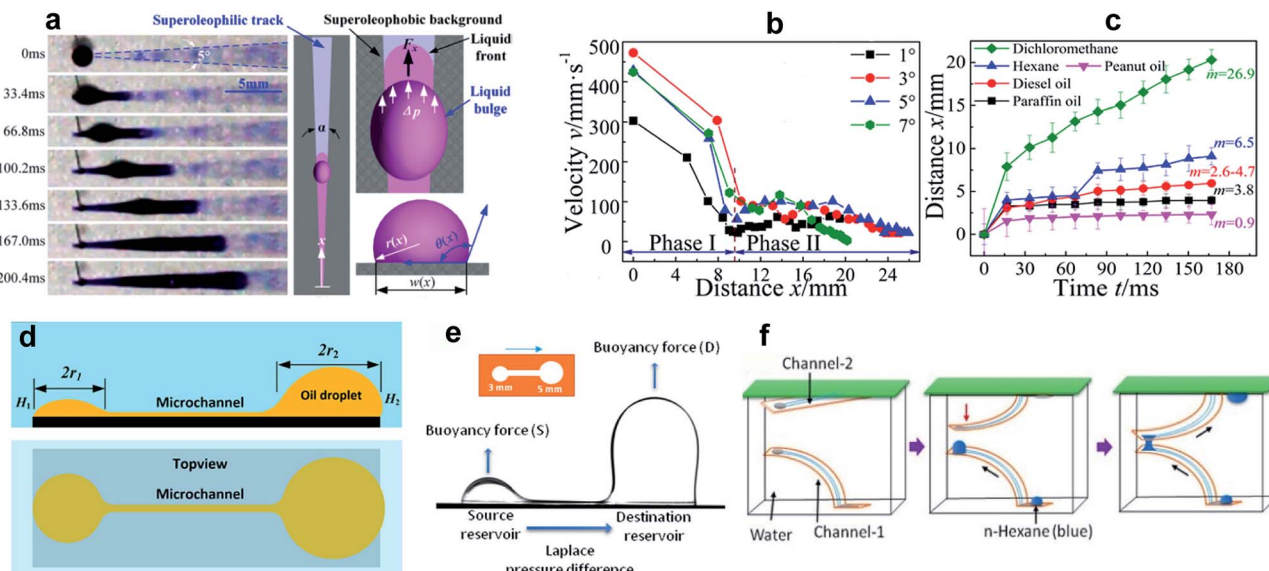 a
0ms
33.4ms
66.8ms
100.2ms
133.6ms
167.0ms
200.4ms
5°
5mm
Superoleophilic track
Superoleophobic background
α
x
Fx
Liquid
front
Liquid
bulge
Δp
r(x)
θ(x)
w(x)
b
Velocity v/mm·s⁻¹
500
400
300
200
100
0
1°
3°
5°
7°
Phase I
Phase II
0 4 8 12 16 20 24
Distance x/mm
c
Distance x/mm
20
15
10
5
0
Dichloromethane
Hexane Peanut oil
Diesel oil
Paraffin oil
m=26.9
m=6.5
m=2.6-4.7
m=3.8
m=0.9
0 30 60 90 120 150 180
Time t/ms
d
2r1
2r2
H1
Microchannel
Oil droplet
H2
Topview
Microchannel
e
3 mm
5 mm
Buoyancy force (D)
Buoyancy force (S)
Source
reservoir
Destination
reservoir
Laplace
pressure difference
f
Channel-2
Water
Channel-1
n-Hexane (blue)